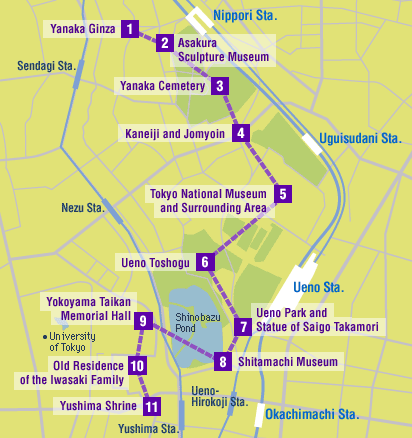 Nippori Sta.
Yanaka Ginza 1
2 Asakura
Sculpture Museum
Sendagi Sta.
Yanaka Cemetery 3
Kaneiji and Jomyoin 4
Uguisudani Sta.
Tokyo National Museum
and Surrounding Area
5
Nezu Sta.
Ueno Toshogu 6
Ueno Sta.
Yokoyama Taikan
Memorial Hall
9
Shinobazu
Pond
7 Ueno Park and
Statue of Saigo Takamori
University
of Tokyo
8 Shitamachi Museum
Old Residence
of the Iwasaki Family
10
Ueno-
Hirokoji Sta.
Yushima Shrine 11
Okachimachi Sta.
Yushima Sta.